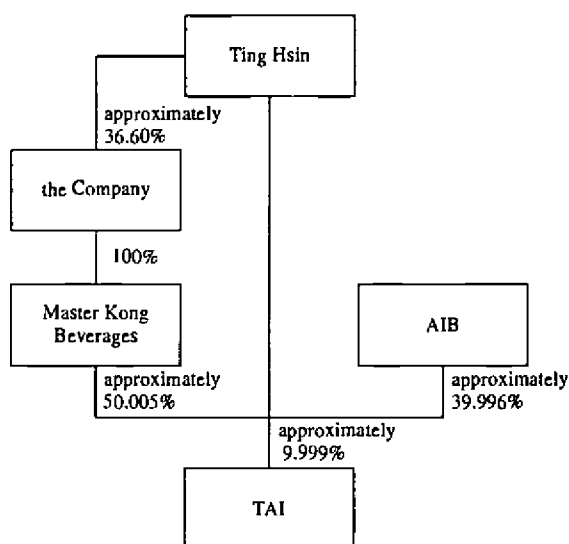 Ting Hsin
approximately
36.60%
the Company
100%
Master Kong
Beverages
AIB
approximately
50.005%
approximately
39.996%
approximately
9.999%
TAI